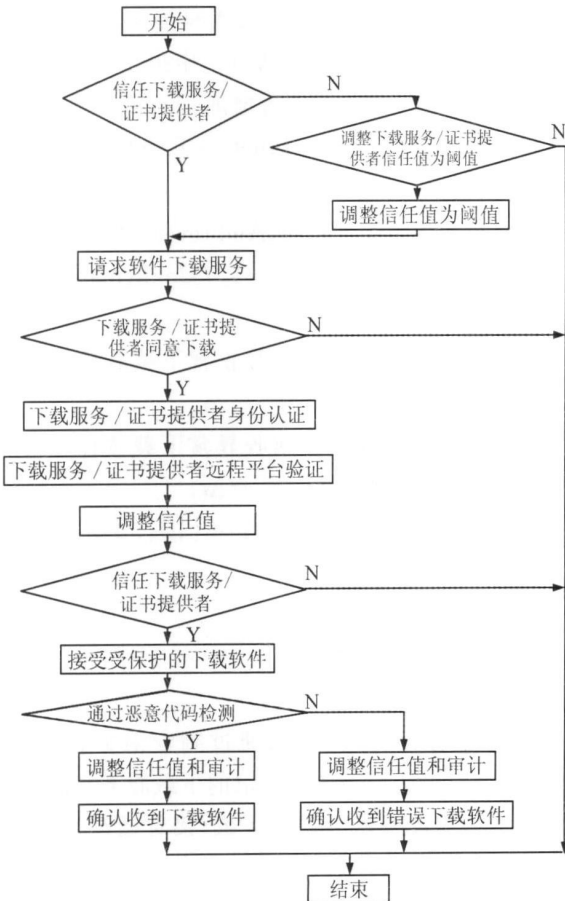 开始
信任下载服务/
证书提供者
N
调整下载服务/证书提
供者信任值为阈值
N
Y
调整信任值为阈值
请求软件下载服务
下载服务/证书提
供者同意下载
N
Y
下载服务/证书提供者身份认证
下载服务/证书提供者远程平台验证
调整信任值
信任下载服务/
证书提供者
N
Y
接受受保护的下载软件
通过恶意代码检测
N
Y
调整信任值和审计
调整信任值和审计
确认收到下载软件
确认收到错误下载软件
结束